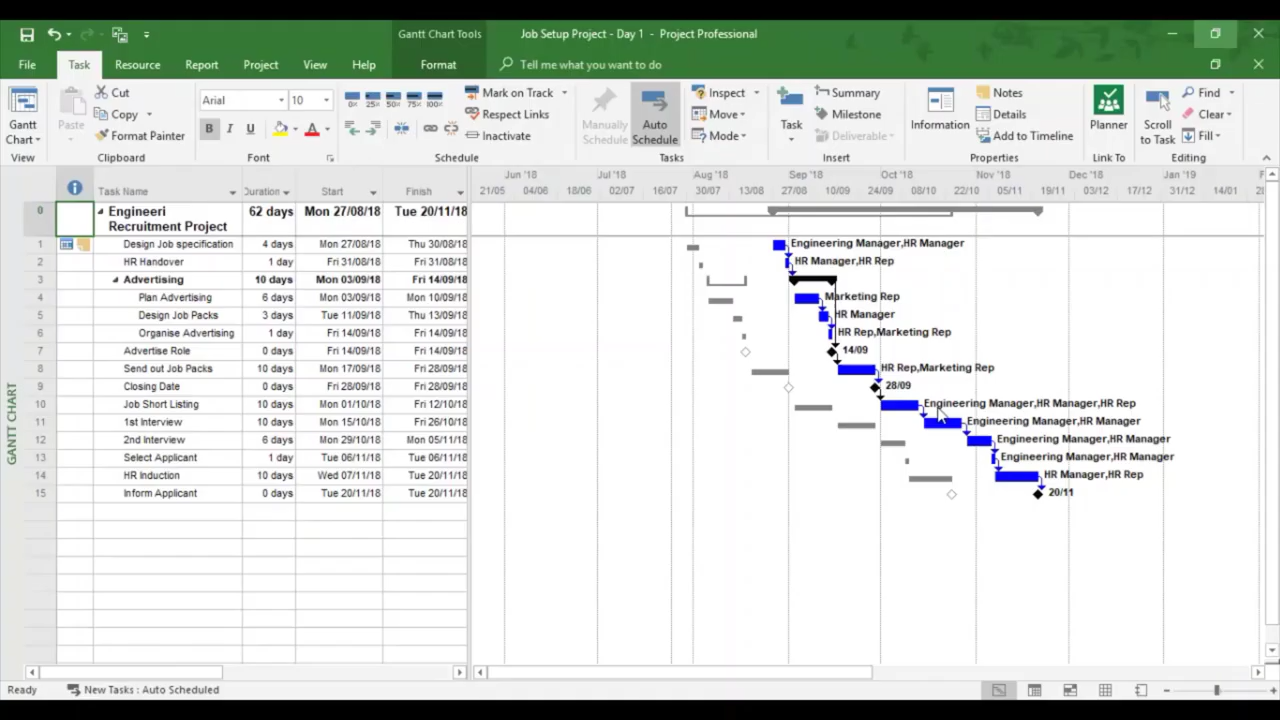 Gantt Chart Tools Job Setup Project - Day 1 - Project Professional
File Task Resource Report Project View Help Format Tell me what you want to do
Gantt Chart
View
Paste
Cut
Copy
Format Painter
Clipboard
Arial 10
B I U A
Font
0% 25% 50% 75% 100%
Mark on Track
Respect Links
Inactivate
Schedule
Manually Schedule
Auto Schedule
Inspect
Move
Mode
Tasks
Task
Summary
Milestone
Deliverable
Insert
Information
Notes
Details
Add to Timeline
Properties
Planner
Link To
Scroll to Task
Find
Clear
Fill
Editing
Jun '18 Jul '18 Aug '18 Sep '18 Oct '18 Nov '18 Dec '18 Jan '19 F
Task Name Duration Start Finish 21/05 04/06 18/06 02/07 16/07 30/07 13/08 27/08 10/09 24/09 08/10 22/10 05/11 19/11 03/12 17/12 31/12 14/01 28
GANTT CHART
0 Engineeri 62 days Mon 27/08/18 Tue 20/11/18
Recruitment Project
1 Design Job specification 4 days Mon 27/08/18 Thu 30/08/18 Engineering Manager,HR Manager
2 HR Handover 1 day Fri 31/08/18 Fri 31/08/18 HR Manager,HR Rep
3 Advertising 10 days Mon 03/09/18 Fri 14/09/18
4 Plan Advertising 6 days Mon 03/09/18 Mon 10/09/18 Marketing Rep
5 Design Job Packs 3 days Tue 11/09/18 Thu 13/09/18 HR Manager
6 Organise Advertising 1 day Fri 14/09/18 Fri 14/09/18 HR Rep,Marketing Rep
7 Advertise Role 0 days Fri 14/09/18 Fri 14/09/18 14/09
8 Send out Job Packs 10 days Mon 17/09/18 Fri 28/09/18 HR Rep,Marketing Rep
9 Closing Date 0 days Fri 28/09/18 Fri 28/09/18 28/09
10 Job Short Listing 10 days Mon 01/10/18 Fri 12/10/18 Engineering Manager,HR Manager,HR Rep
11 1st Interview 10 days Mon 15/10/18 Fri 26/10/18 Engineering Manager,HR Manager
12 2nd Interview 6 days Mon 29/10/18 Mon 05/11/18 Engineering Manager,HR Manager
13 Select Applicant 1 day Tue 06/11/18 Tue 06/11/18 Engineering Manager,HR Manager
14 HR Induction 10 days Wed 07/11/18 Tue 20/11/18 HR Manager,HR Rep
15 Inform Applicant 0 days Tue 20/11/18 Tue 20/11/18 20/11
Ready New Tasks : Auto Scheduled